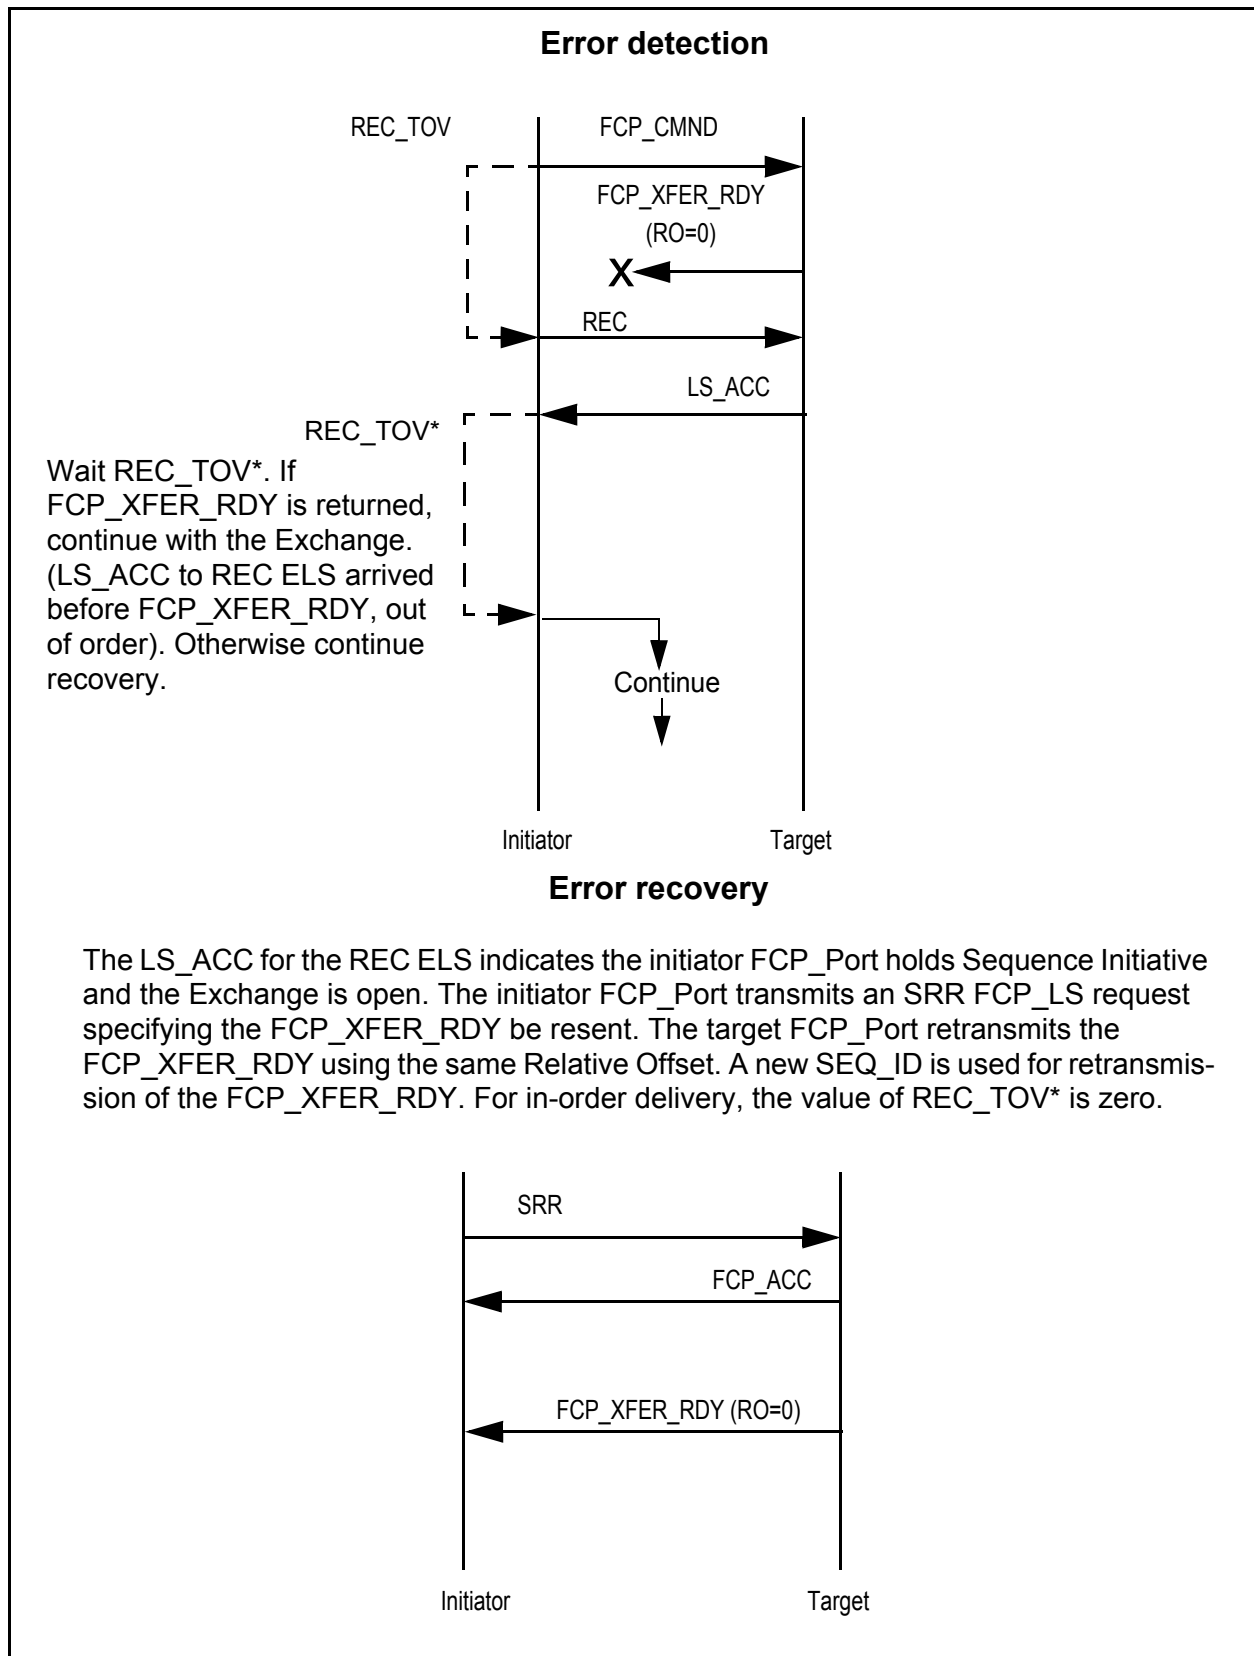 Error detection
REC_TOV
FCP_CMND
FCP_XFER_RDY
(RO=0)
X
REC
LS_ACC
REC_TOV*
Wait REC_TOV*. If
FCP_XFER_RDY is returned,
continue with the Exchange.
(LS_ACC to REC ELS arrived
before FCP_XFER_RDY, out
of order). Otherwise continue
recovery.
Continue
Initiator
Target
Error recovery
The LS_ACC for the REC ELS indicates the initiator FCP_Port holds Sequence Initiative
and the Exchange is open. The initiator FCP_Port transmits an SRR FCP_LS request
specifying the FCP_XFER_RDY be resent. The target FCP_Port retransmits the
FCP_XFER_RDY using the same Relative Offset. A new SEQ_ID is used for retransmis-
sion of the FCP_XFER_RDY. For in-order delivery, the value of REC_TOV* is zero.
SRR
FCP_ACC
FCP_XFER_RDY (RO=0)
Initiator
Target